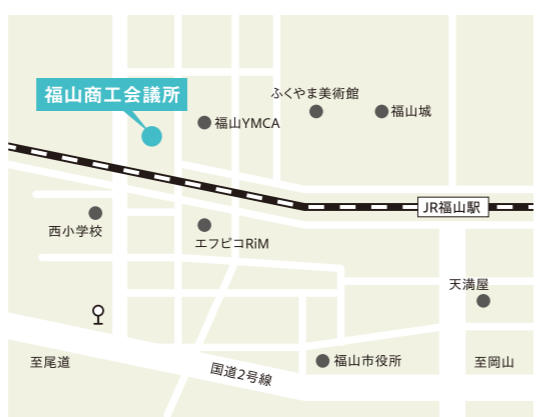 福山商工会議所
ふくやま美術館
福山城
福山YMCA
JR福山駅
西小学校
エフピコRiM
天満屋
至尾道
国道2号線
福山市役所
至岡山